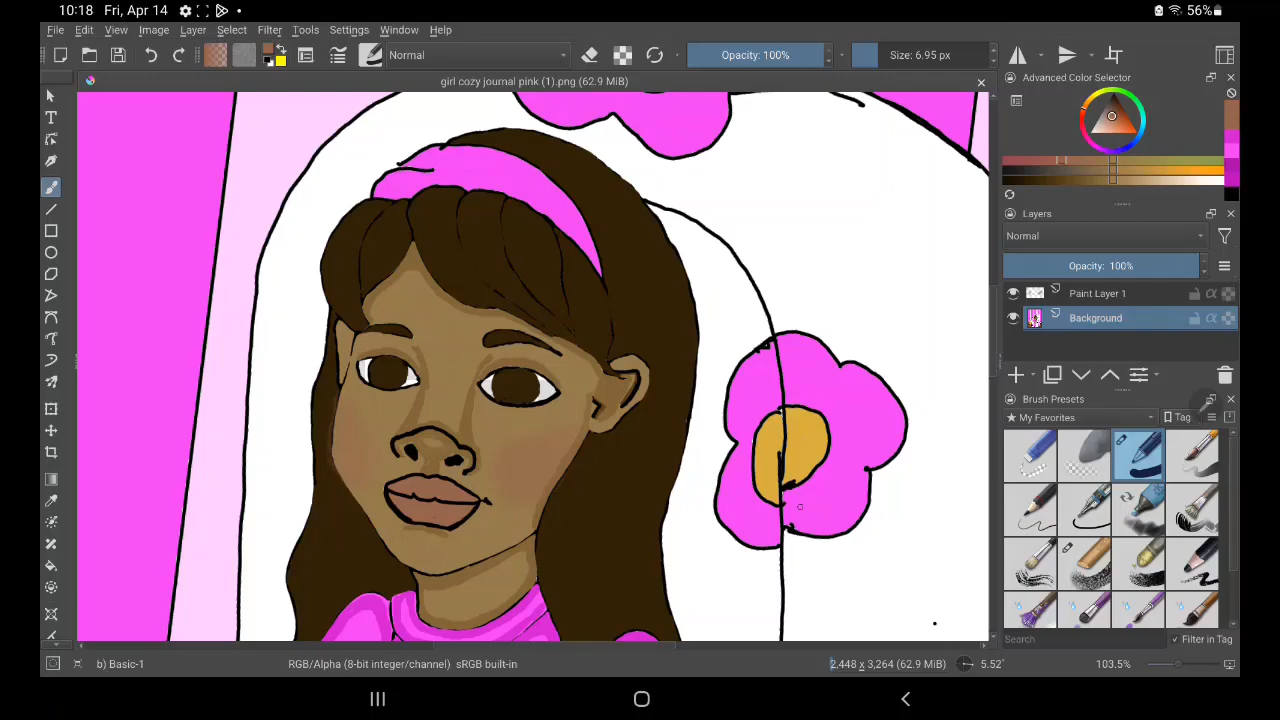 10:18 Fri, Apr 14
56%
File Edit View Image Layer Select Filter Tools Settings Window Help
Normal
Opacity: 100%
Size: 6.95 px
girl cozy journal pink (1).png (62.9 MiB)
Advanced Color Selector
Layers
Normal
Opacity: 100%
Paint Layer 1
Background
Brush Presets
My Favorites
Tag
Search
Filter in Tag
b) Basic-1
RGB/Alpha (8-bit integer/channel) sRGB built-in
2,448 x 3,264 (62.9 MiB)
5.52°
103.5%